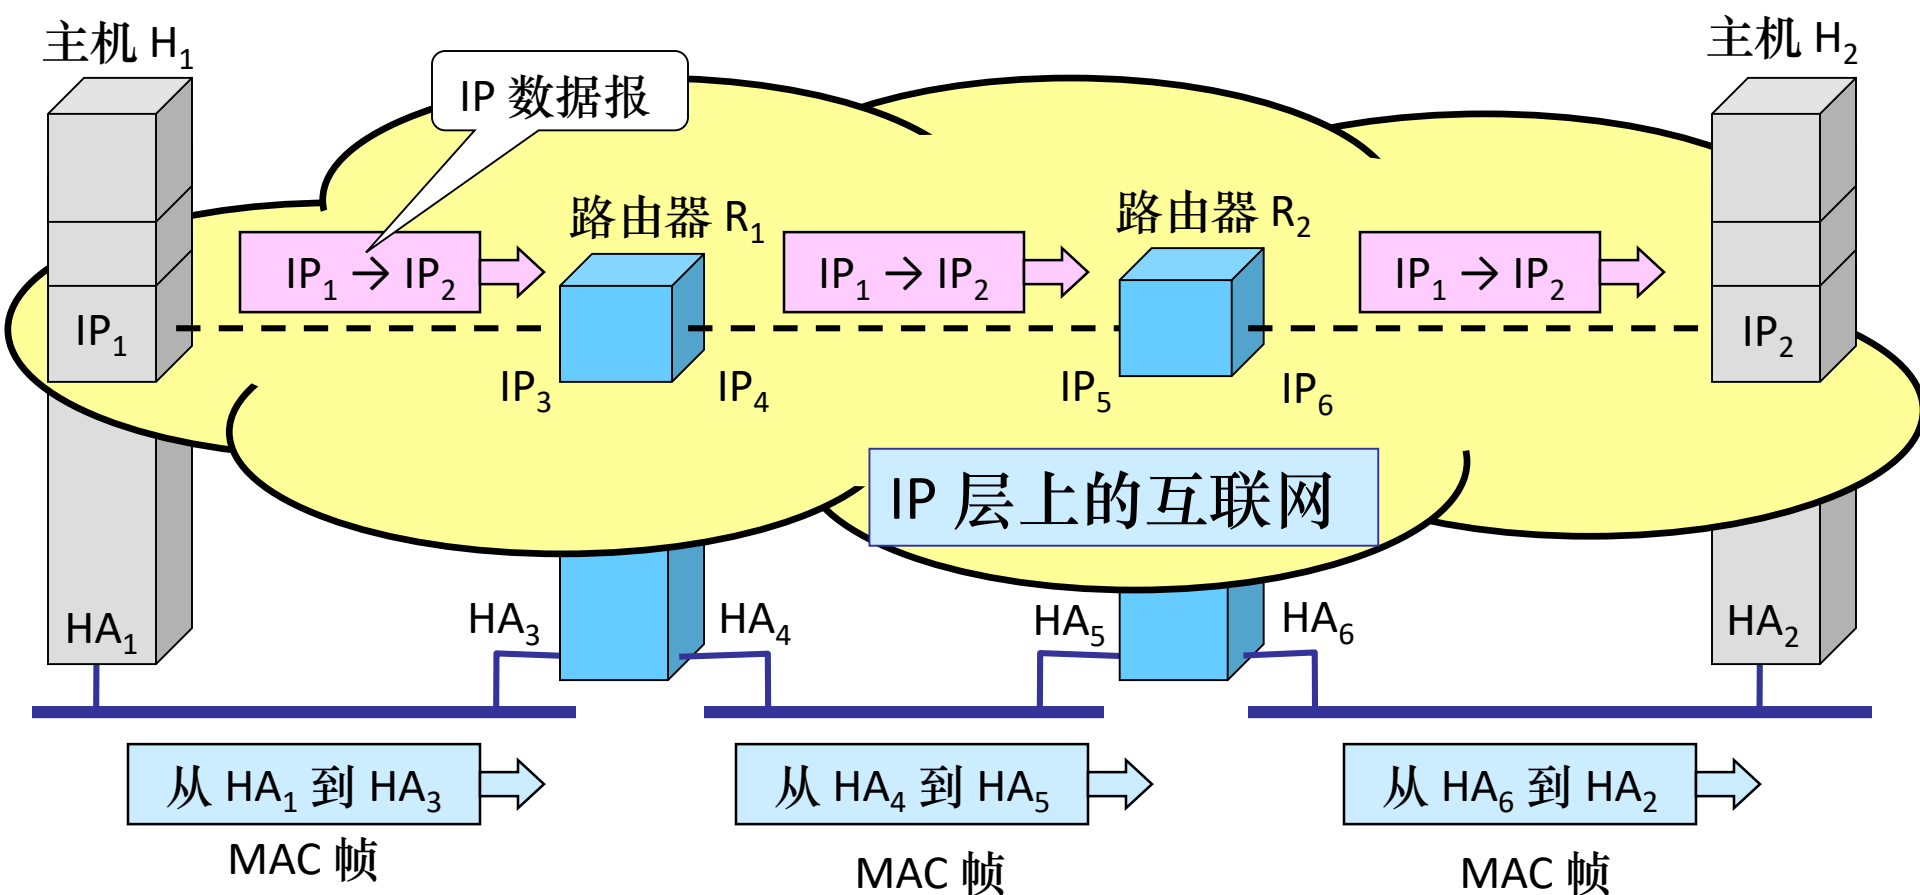 主机 H₁
主机 H₂
IP 数据报
路由器 R₁
路由器 R₂
IP₁ → IP₂
IP₁ → IP₂
IP₁ → IP₂
IP₁
IP₂
IP₃
IP₄
IP₅
IP₆
IP 层上的互联网
HA₁
HA₃
HA₄
HA₅
HA₆
HA₂
从 HA₁ 到 HA₃
从 HA₄ 到 HA₅
从 HA₆ 到 HA₂
MAC 帧
MAC 帧
MAC 帧